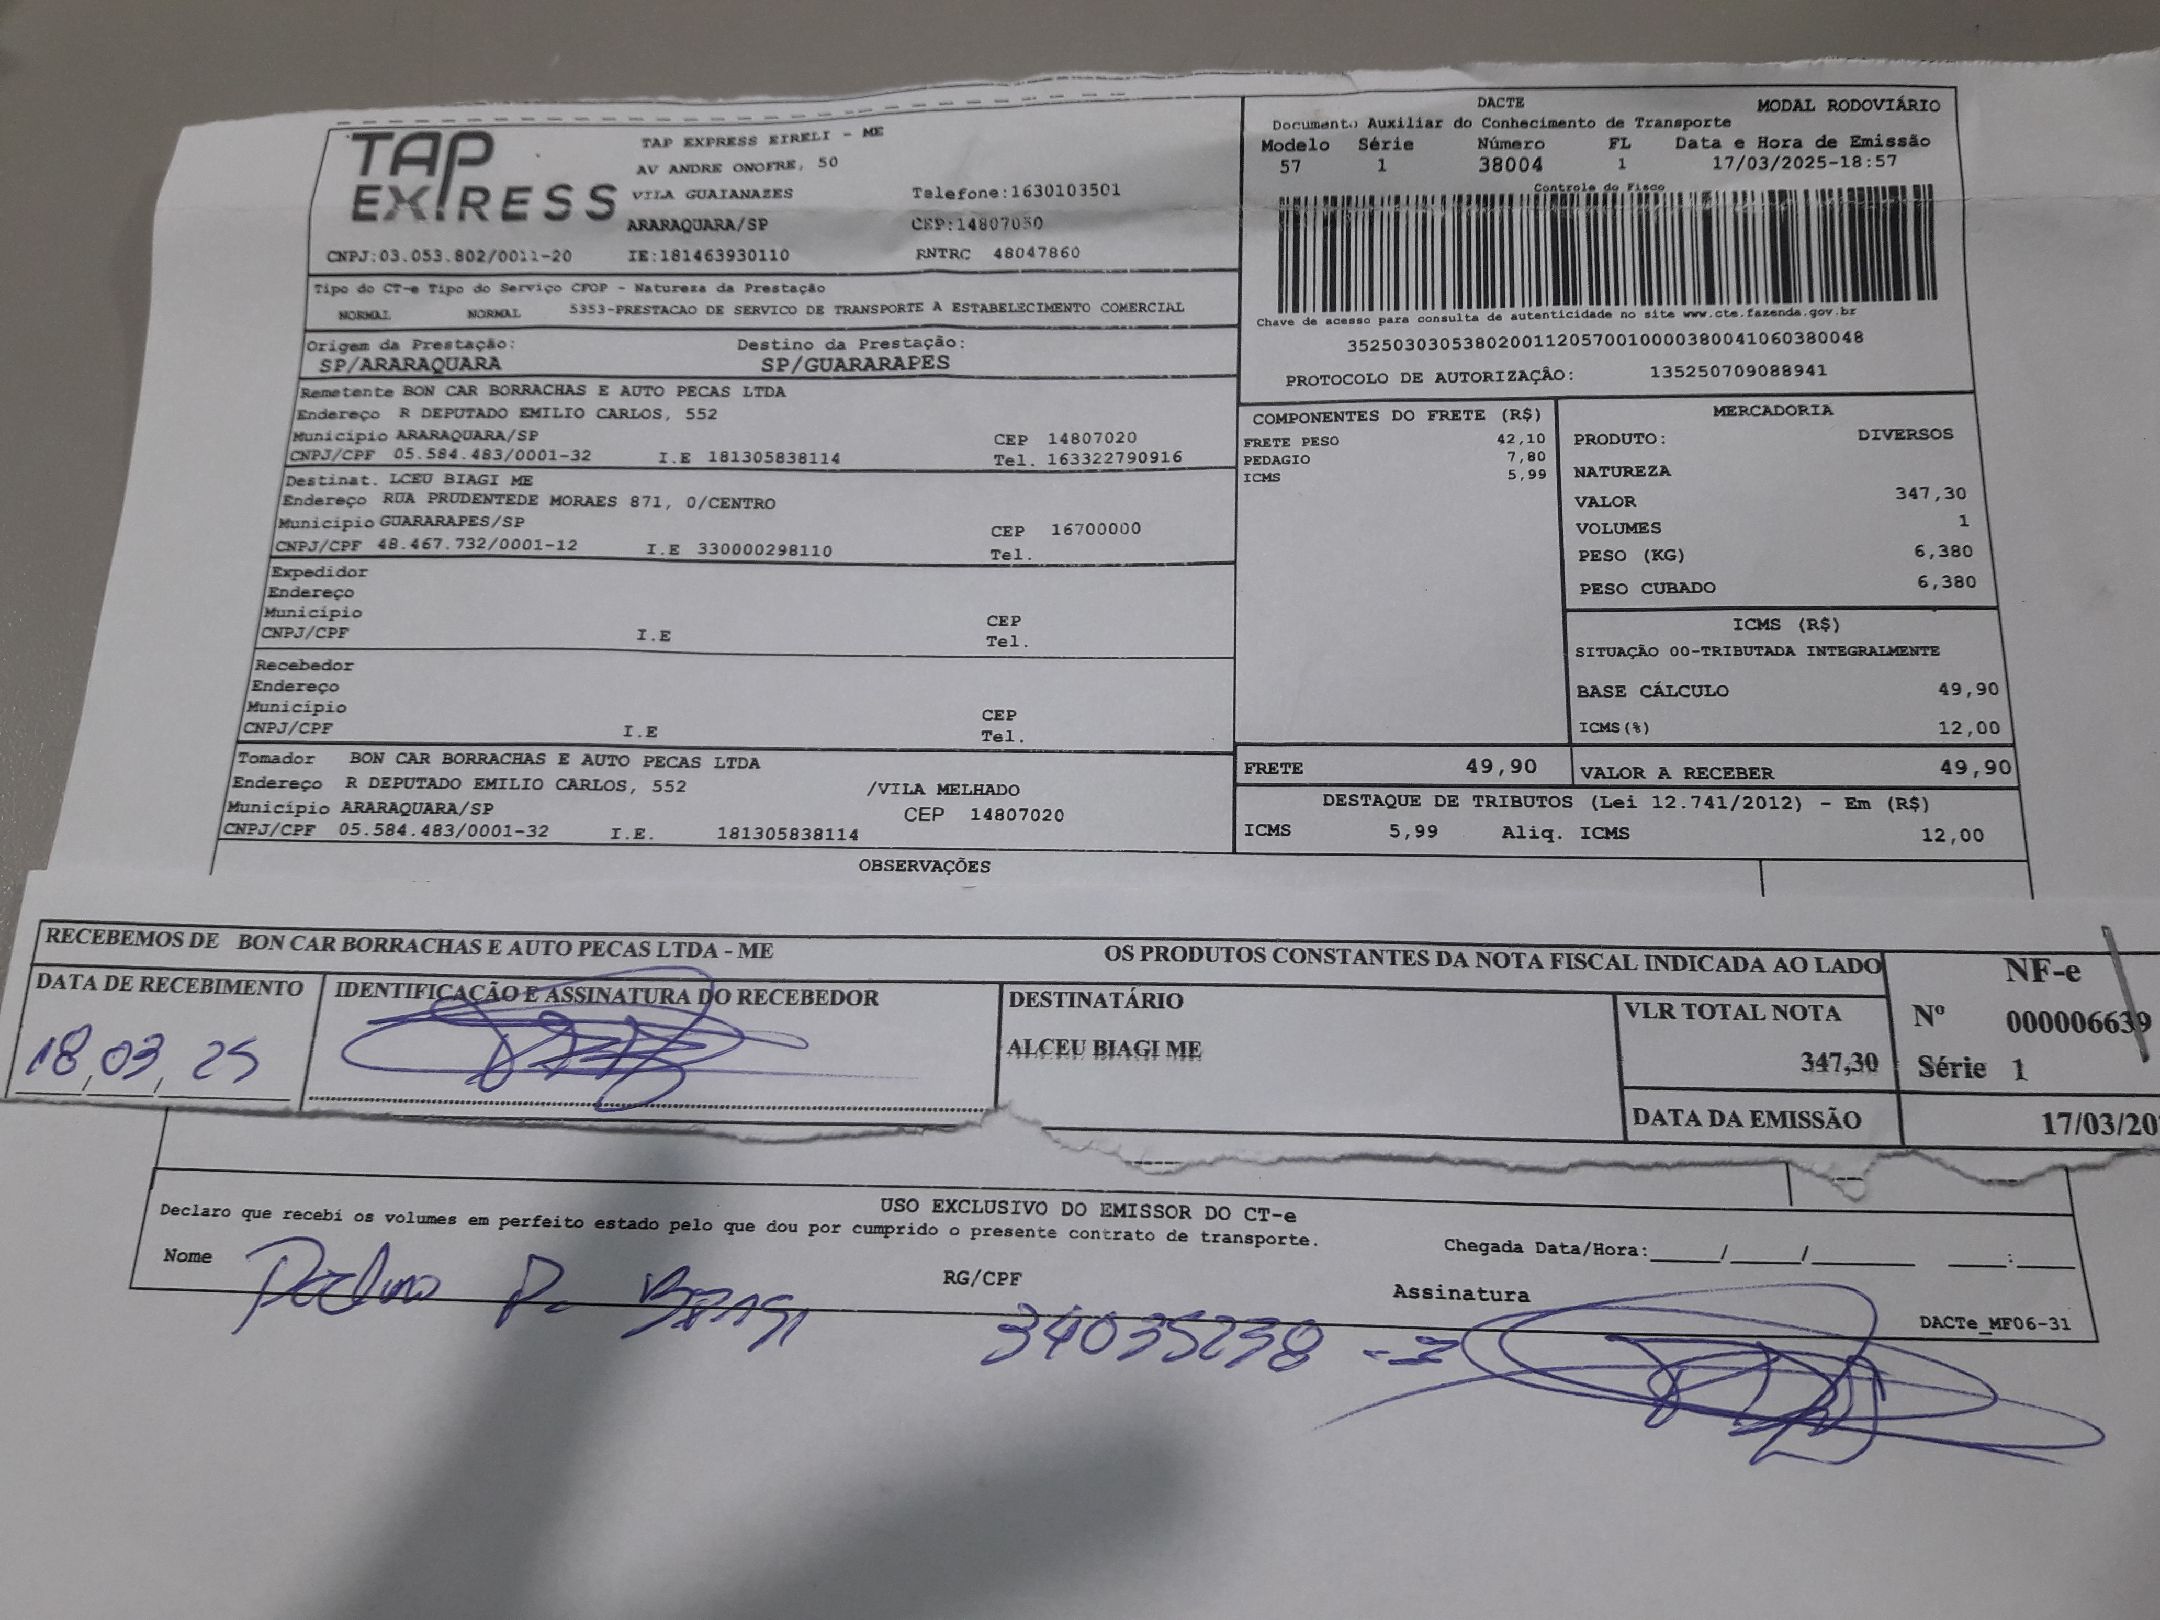 TAP EXPRESS
TAP EXPRESS EIRELI - ME
AV ANDRE ONOFRE, 50
VILA GUAIANAZES Telefone:1630103501
ARARAQUARA/SP CEP:14807050
CNPJ:03.053.802/0011-20 IE:181463930110 RNTRC 48047860
DACTE MODAL RODOVIÁRIO
Documento Auxiliar do Conhecimento de Transporte
Modelo Série Número FL Data e Hora de Emissão
57 1 38004 1 17/03/2025-18:57
Controle do Fisco
Chave de acesso para consulta de autenticidade no site www.cte.fazenda.gov.br
35250303053802001120570010000380041060380048
PROTOCOLO DE AUTORIZAÇÃO: 135250709088941
Tipo do CT-e Tipo do Serviço CFOP - Natureza da Prestação
NORMAL NORMAL 5353-PRESTACAO DE SERVICO DE TRANSPORTE A ESTABELECIMENTO COMERCIAL
Origem da Prestação: Destino da Prestação:
SP/ARARAQUARA SP/GUARARAPES
Remetente BON CAR BORRACHAS E AUTO PECAS LTDA
Endereço R DEPUTADO EMILIO CARLOS, 552
Município ARARAQUARA/SP CEP 14807020
CNPJ/CPF 05.584.483/0001-32 I.E 181305838114 Tel. 163322790916
Destinat. LCEU BIAGI ME
Endereço RUA PRUDENTEDE MORAES 871, 0/CENTRO
Município GUARARAPES/SP CEP 16700000
CNPJ/CPF 48.467.732/0001-12 I.E 330000298110 Tel.
Expedidor
Endereço
Município CEP
CNPJ/CPF I.E Tel.
Recebedor
Endereço
Município CEP
CNPJ/CPF I.E Tel.
Tomador BON CAR BORRACHAS E AUTO PECAS LTDA
Endereço R DEPUTADO EMILIO CARLOS, 552 /VILA MELHADO
Município ARARAQUARA/SP CEP 14807020
CNPJ/CPF 05.584.483/0001-32 I.E. 181305838114
COMPONENTES DO FRETE (R$)
FRETE PESO 42,10
PEDAGIO 7,80
ICMS 5,99
MERCADORIA
PRODUTO: DIVERSOS
NATUREZA
VALOR 347,30
VOLUMES 1
PESO (KG) 6,380
PESO CUBADO 6,380
ICMS (R$)
SITUAÇÃO 00-TRIBUTADA INTEGRALMENTE
BASE CÁLCULO 49,90
ICMS(%) 12,00
FRETE 49,90 VALOR A RECEBER 49,90
DESTAQUE DE TRIBUTOS (Lei 12.741/2012) - Em (R$)
ICMS 5,99 Aliq. ICMS 12,00
OBSERVAÇÕES
RECEBEMOS DE BON CAR BORRACHAS E AUTO PECAS LTDA - ME OS PRODUTOS CONSTANTES DA NOTA FISCAL INDICADA AO LADO
DATA DE RECEBIMENTO
18/03/25
IDENTIFICAÇÃO E ASSINATURA DO RECEBEDOR
DESTINATÁRIO
ALCEU BIAGI ME
VLR TOTAL NOTA
347,30
NF-e
Nº 000006639
Série 1
DATA DA EMISSÃO 17/03/20
USO EXCLUSIVO DO EMISSOR DO CT-e
Declaro que recebi os volumes em perfeito estado pelo que dou por cumprido o presente contrato de transporte.
Nome RG/CPF 34035238 Assinatura Chegada Data/Hora:____/____/______ ___:___
DACTe_MF06-31